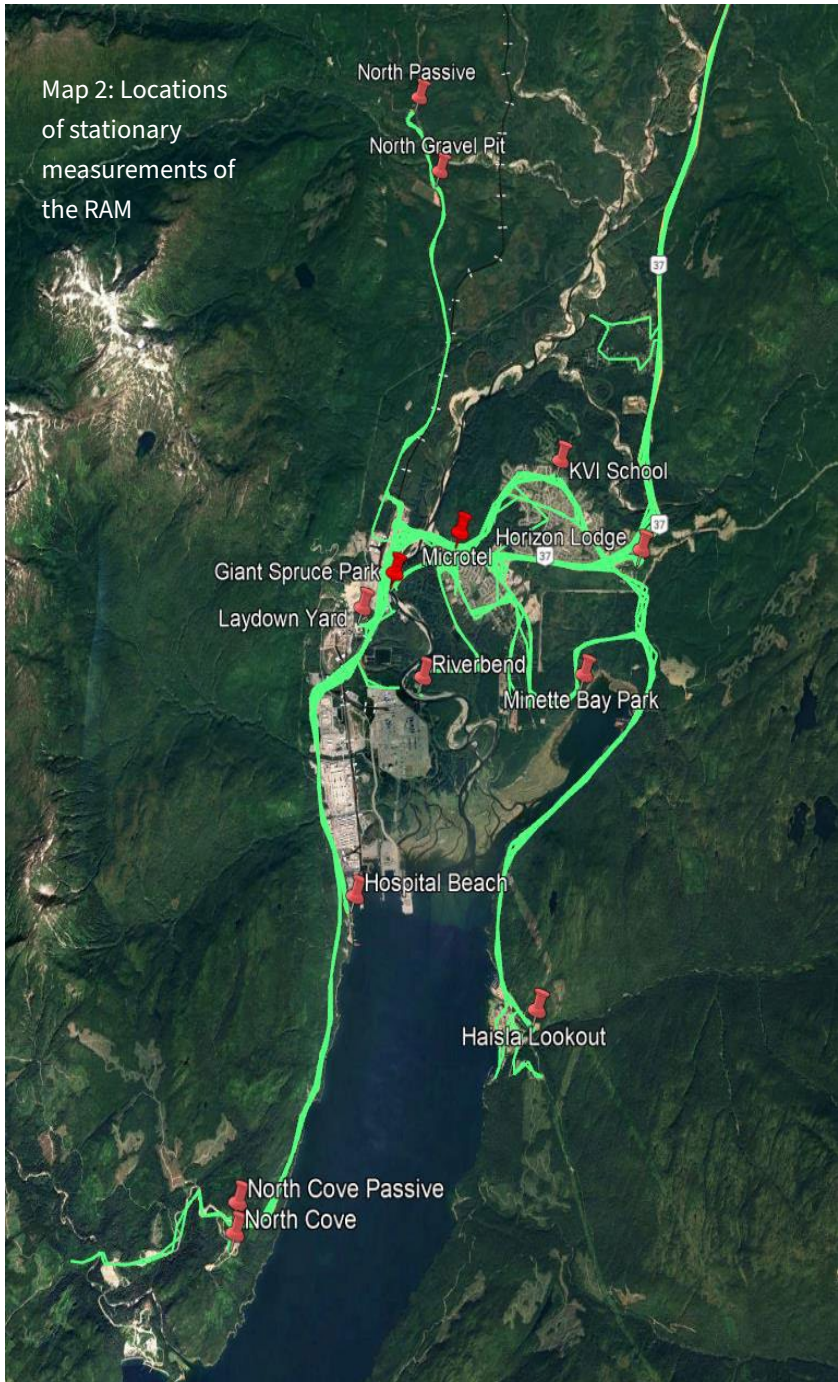 Map 2: Locations
of stationary
measurements of
the RAM
North Passive
North Gravel Pit
37
KVI School
37
Horizon Lodge
Microtel
37
Giant Spruce Park
Laydown Yard
Riverbend
Minette Bay Park
Hospital Beach
Haisla Lookout
North Cove Passive
North Cove